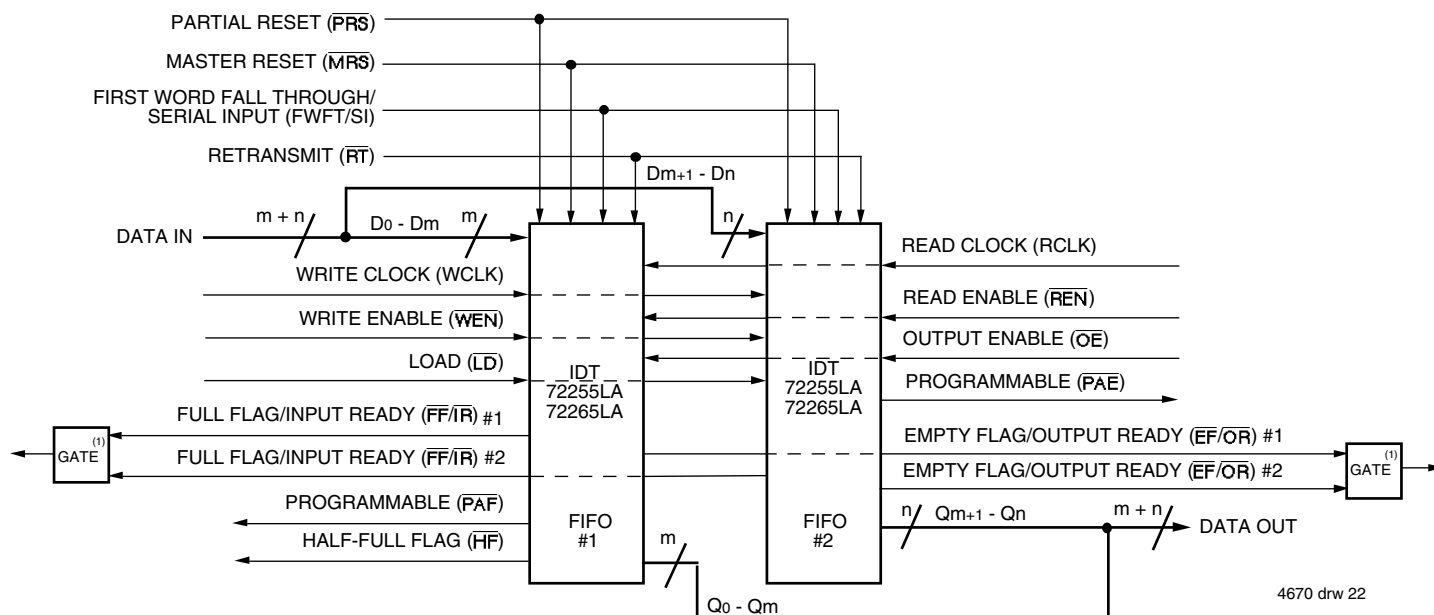 PARTIAL RESET (PRS)
MASTER RESET (MRS)
FIRST WORD FALL THROUGH/
SERIAL INPUT (FWFT/SI)
RETRANSMIT (RT)
Dm+1 - Dn
m + n
D0 - Dm
m
n
DATA IN
READ CLOCK (RCLK)
WRITE CLOCK (WCLK)
READ ENABLE (REN)
WRITE ENABLE (WEN)
OUTPUT ENABLE (OE)
LOAD (LD)
IDT
72255LA
72265LA
IDT
72255LA
72265LA
PROGRAMMABLE (PAE)
FULL FLAG/INPUT READY (FF/IR) #1
EMPTY FLAG/OUTPUT READY (EF/OR) #1
(1)
GATE
FULL FLAG/INPUT READY (FF/IR) #2
EMPTY FLAG/OUTPUT READY (EF/OR) #2
(1)
GATE
PROGRAMMABLE (PAF)
FIFO
#1
FIFO
#2
n
Qm+1 - Qn
m + n
DATA OUT
HALF-FULL FLAG (HF)
m
Q0 - Qm
4670 drw 22